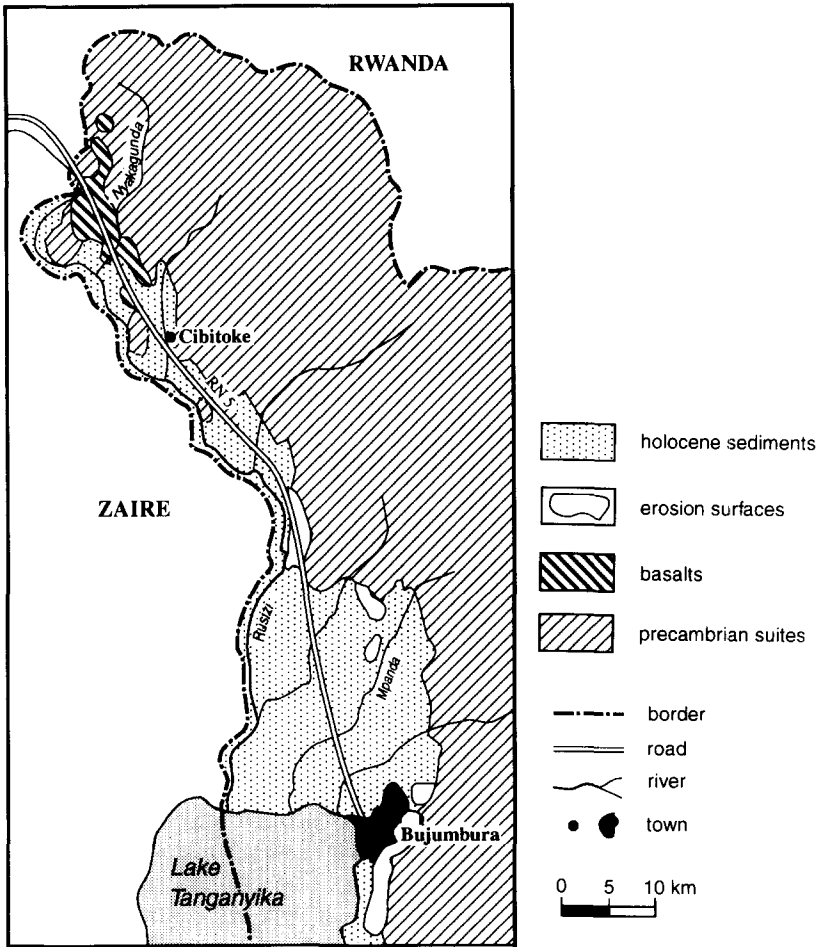 RWANDA
Nyakagunda
Cibitoke
RN 5
ZAIRE
Rusizi
Mpanda
Bujumbura
Lake
Tanganyika
holocene sediments
erosion surfaces
basalts
precambrian suites
border
road
river
town
0 5 10 km